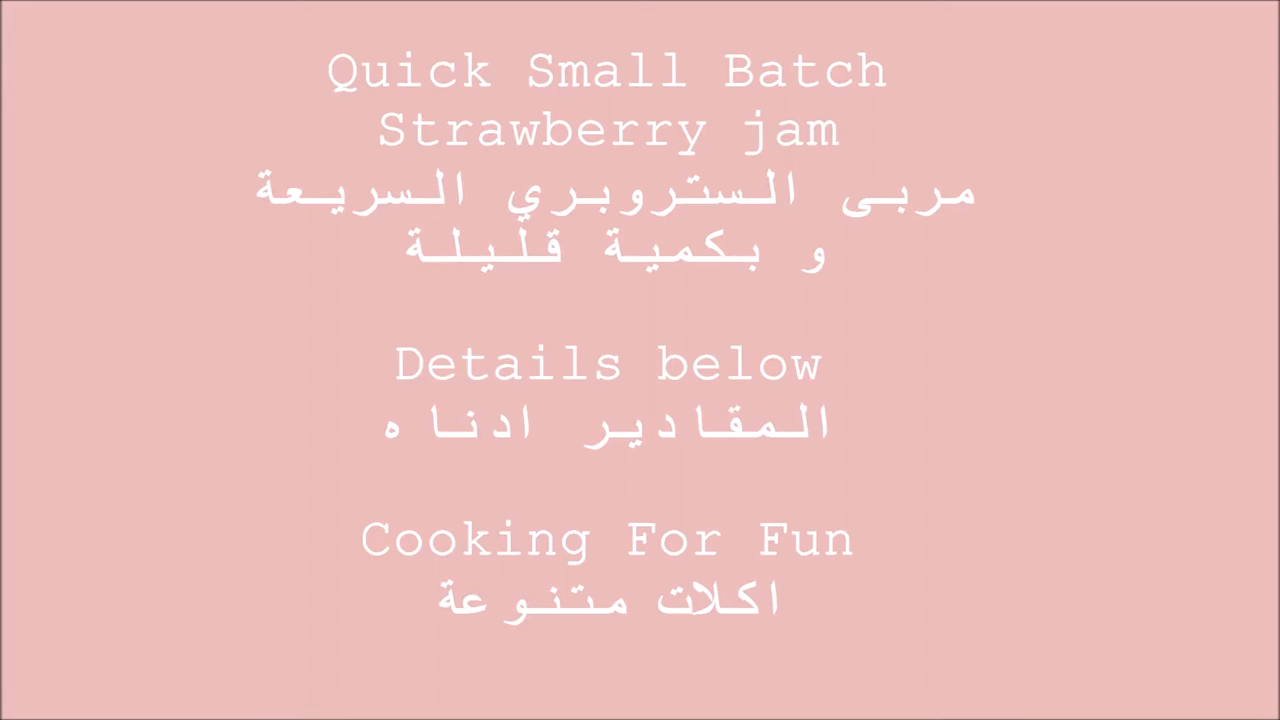 Quick Small Batch
Strawberry jam
مربى الستروبري السريعة
و بكمية قليلة
Details below
المقادير ادناه
Cooking For Fun
اكلات متنوعة